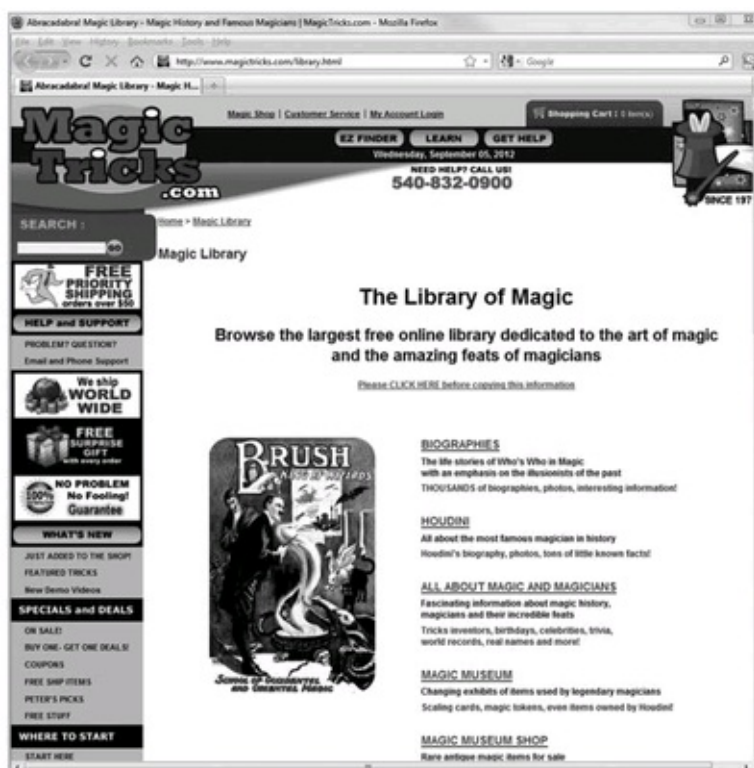 Abracadabra! Magic Library - Magic History and Famous Magicians | MagicTricks.com - Mozilla Firefox
File Edit View History Bookmarks Tools Help
http://www.magictricks.com/library.html
Google
Abracadabra! Magic Library - Magic H...
Magic Tricks .com
Magic Shop | Customer Service | My Account Login
Shopping Cart : 0 item(s)
EZ FINDER LEARN GET HELP
Wednesday, September 05, 2012
NEED HELP? CALL US!
540-832-0900
SINCE 197
SEARCH :
GO
Home > Magic Library
Magic Library
FREE
PRIORITY
SHIPPING
orders over $50
HELP and SUPPORT
PROBLEM? QUESTION?
Email and Phone Support
We ship
WORLD
WIDE
FREE
SURPRISE
GIFT
with every order
100%
NO PROBLEM
No Fooling!
Guarantee
WHAT'S NEW
JUST ADDED TO THE SHOP!
FEATURED TRICKS
New Demo Videos
SPECIALS and DEALS
ON SALE!
BUY ONE- GET ONE DEALS!
COUPONS
FREE SHIP ITEMS
PETER'S PICKS
FREE STUFF
WHERE TO START
START HERE
The Library of Magic
Browse the largest free online library dedicated to the art of magic
and the amazing feats of magicians
Please CLICK HERE before copying this information
BRUSH
KING OF WIZARDS
SCHOOL OF OCCIDENTAL
AND ORIENTAL MAGIC
BIOGRAPHIES
The life stories of Who's Who in Magic
with an emphasis on the illusionists of the past
THOUSANDS of biographies, photos, interesting information!
HOUDINI
All about the most famous magician in history
Houdini's biography, photos, tons of little known facts!
ALL ABOUT MAGIC AND MAGICIANS
Fascinating information about magic history,
magicians and their incredible feats
Tricks inventors, birthdays, celebrities, trivia,
world records, real names and more!
MAGIC MUSEUM
Changing exhibits of items used by legendary magicians
Scaling cards, magic tokens, even items owned by Houdini!
MAGIC MUSEUM SHOP
Rare antique magic items for sale